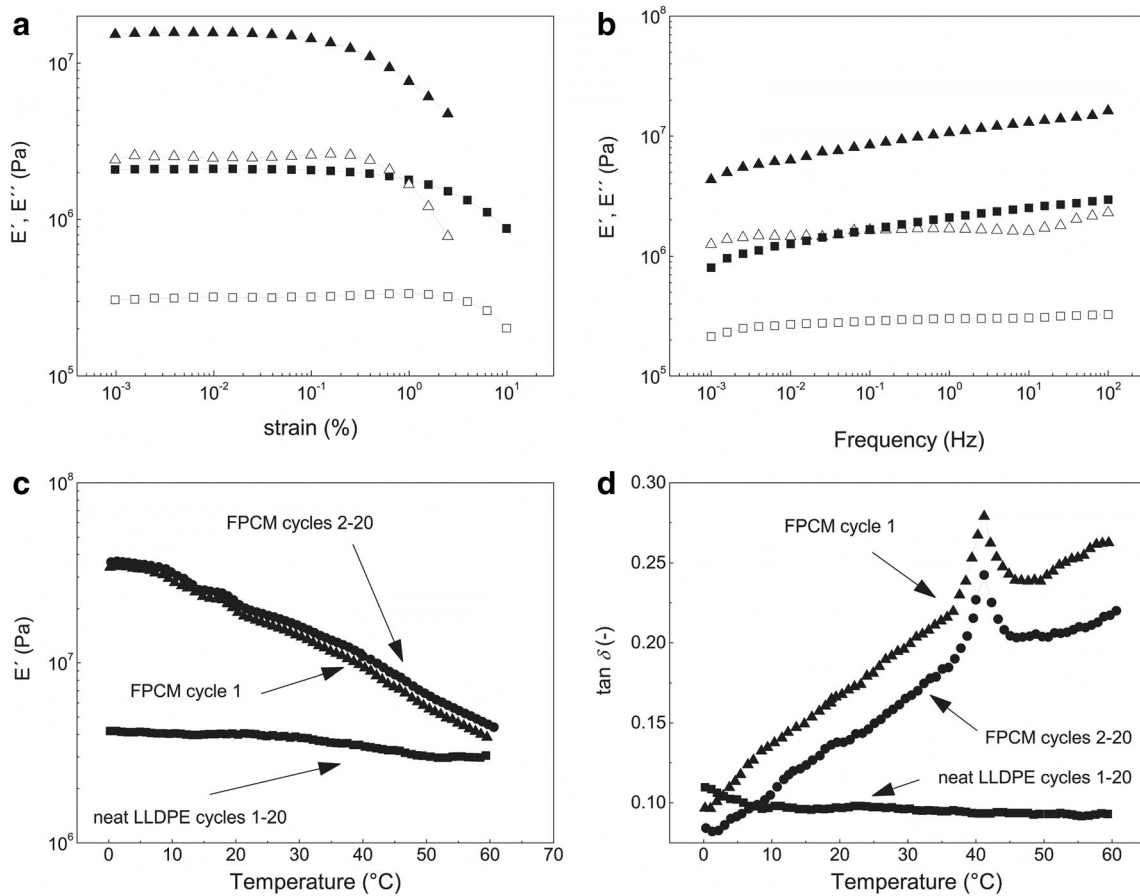 a
10⁷
10⁶
10⁵
E′, E′′ (Pa)
10⁻³ 10⁻² 10⁻¹ 10⁰ 10¹
strain (%)
b
10⁸
10⁷
10⁶
10⁵
E′, E′′ (Pa)
10⁻³ 10⁻² 10⁻¹ 10⁰ 10¹ 10²
Frequency (Hz)
c
10⁸
10⁷
10⁶
E′ (Pa)
FPCM cycles 2-20
FPCM cycle 1
neat LLDPE cycles 1-20
0 10 20 30 40 50 60 70
Temperature (°C)
d
0.30
0.25
0.20
0.15
0.10
tan δ (-)
FPCM cycle 1
FPCM cycles 2-20
neat LLDPE cycles 1-20
0 10 20 30 40 50 60
Temperature (°C)